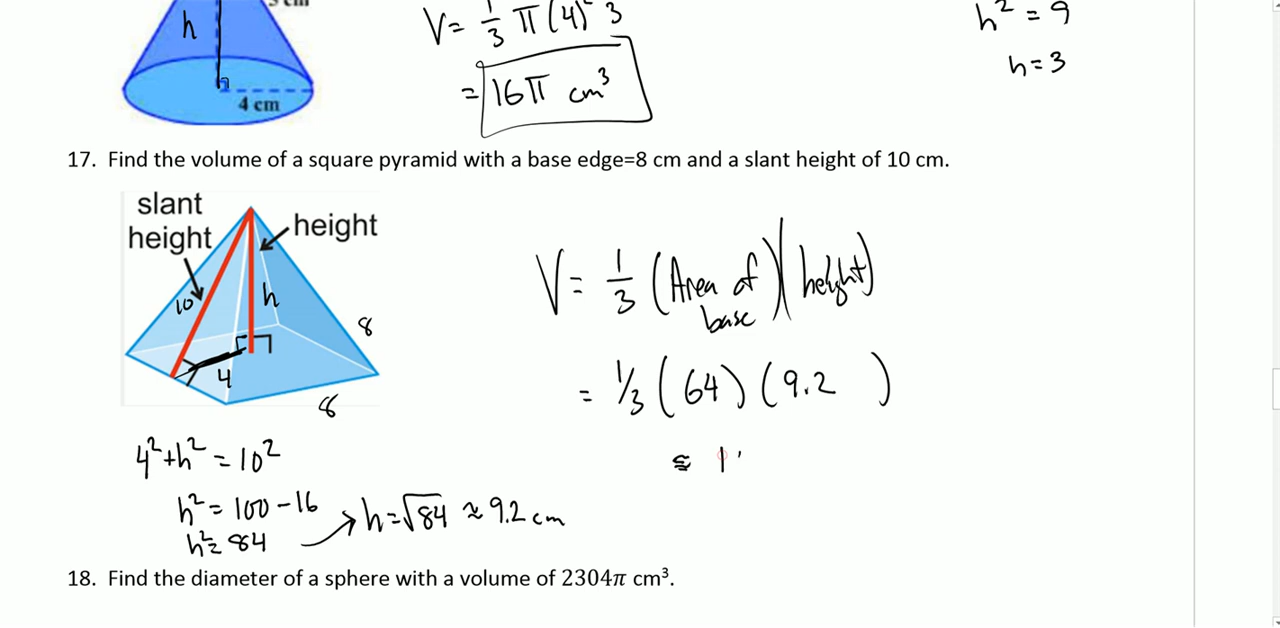 h
4 cm
V = 1/3 π (4)² 3
= 16π cm³
h² = 9
h = 3
17. Find the volume of a square pyramid with a base edge=8 cm and a slant height of 10 cm.
slant height
height
10
h
8
4
8
V = 1/3 (Area of base)(height)
= 1/3 (64) (9.2 )
≈ 1
4² + h² = 10²
h² = 100 - 16
h² = 84
h = √84 ≈ 9.2 cm
18. Find the diameter of a sphere with a volume of 2304π cm³.